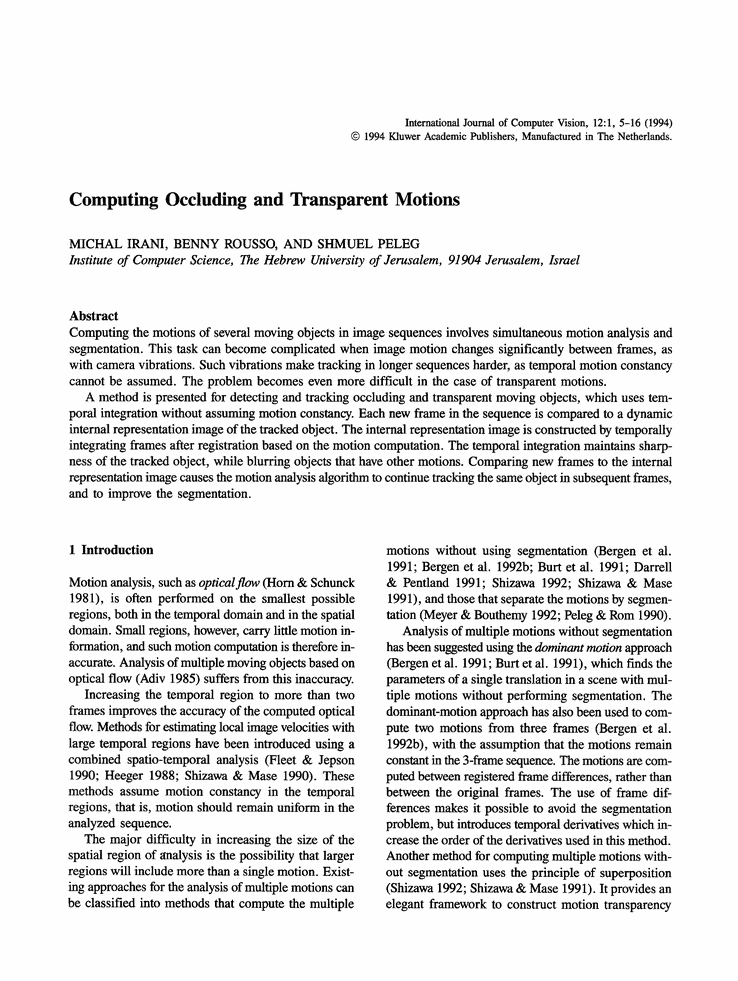 International Journal of Computer Vision, 12:1, 5-16 (1994)
© 1994 Kluwer Academic Publishers, Manufactured in The Netherlands.
Computing Occluding and Transparent Motions
MICHAL IRANI, BENNY ROUSSO, AND SHMUEL PELEG
Institute of Computer Science, The Hebrew University of Jerusalem, 91904 Jerusalem, Israel
Abstract
Computing the motions of several moving objects in image sequences involves simultaneous motion analysis and
segmentation. This task can become complicated when image motion changes significantly between frames, as
with camera vibrations. Such vibrations make tracking in longer sequences harder, as temporal motion constancy
cannot be assumed. The problem becomes even more difficult in the case of transparent motions.
A method is presented for detecting and tracking occluding and transparent moving objects, which uses tem-
poral integration without assuming motion constancy. Each new frame in the sequence is compared to a dynamic
internal representation image of the tracked object. The internal representation image is constructed by temporally
integrating frames after registration based on the motion computation. The temporal integration maintains sharp-
ness of the tracked object, while blurring objects that have other motions. Comparing new frames to the internal
representation image causes the motion analysis algorithm to continue tracking the same object in subsequent frames,
and to improve the segmentation.
1 Introduction
Motion analysis, such as optical flow (Horn & Schunck
1981), is often performed on the smallest possible
regions, both in the temporal domain and in the spatial
domain. Small regions, however, carry little motion in-
formation, and such motion computation is therefore in-
accurate. Analysis of multiple moving objects based on
optical flow (Adiv 1985) suffers from this inaccuracy.
Increasing the temporal region to more than two
frames improves the accuracy of the computed optical
flow. Methods for estimating local image velocities with
large temporal regions have been introduced using a
combined spatio-temporal analysis (Fleet & Jepson
1990; Heeger 1988; Shizawa & Mase 1990). These
methods assume motion constancy in the temporal
regions, that is, motion should remain uniform in the
analyzed sequence.
The major difficulty in increasing the size of the
spatial region of analysis is the possibility that larger
regions will include more than a single motion. Exist-
ing approaches for the analysis of multiple motions can
be classified into methods that compute the multiple
motions without using segmentation (Bergen et al.
1991; Bergen et al. 1992b; Burt et al. 1991; Darrell
& Pentland 1991; Shizawa 1992; Shizawa & Mase
1991), and those that separate the motions by segmen-
tation (Meyer & Bouthemy 1992; Peleg & Rom 1990).
Analysis of multiple motions without segmentation
has been suggested using the dominant motion approach
(Bergen et al. 1991; Burt et al. 1991), which finds the
parameters of a single translation in a scene with mul-
tiple motions without performing segmentation. The
dominant-motion approach has also been used to com-
pute two motions from three frames (Bergen et al.
1992b), with the assumption that the motions remain
constant in the 3-frame sequence. The motions are com-
puted between registered frame differences, rather than
between the original frames. The use of frame dif-
ferences makes it possible to avoid the segmentation
problem, but introduces temporal derivatives which in-
crease the order of the derivatives used in this method.
Another method for computing multiple motions with-
out segmentation uses the principle of superposition
(Shizawa 1992; Shizawa & Mase 1991). It provides an
elegant framework to construct motion transparency